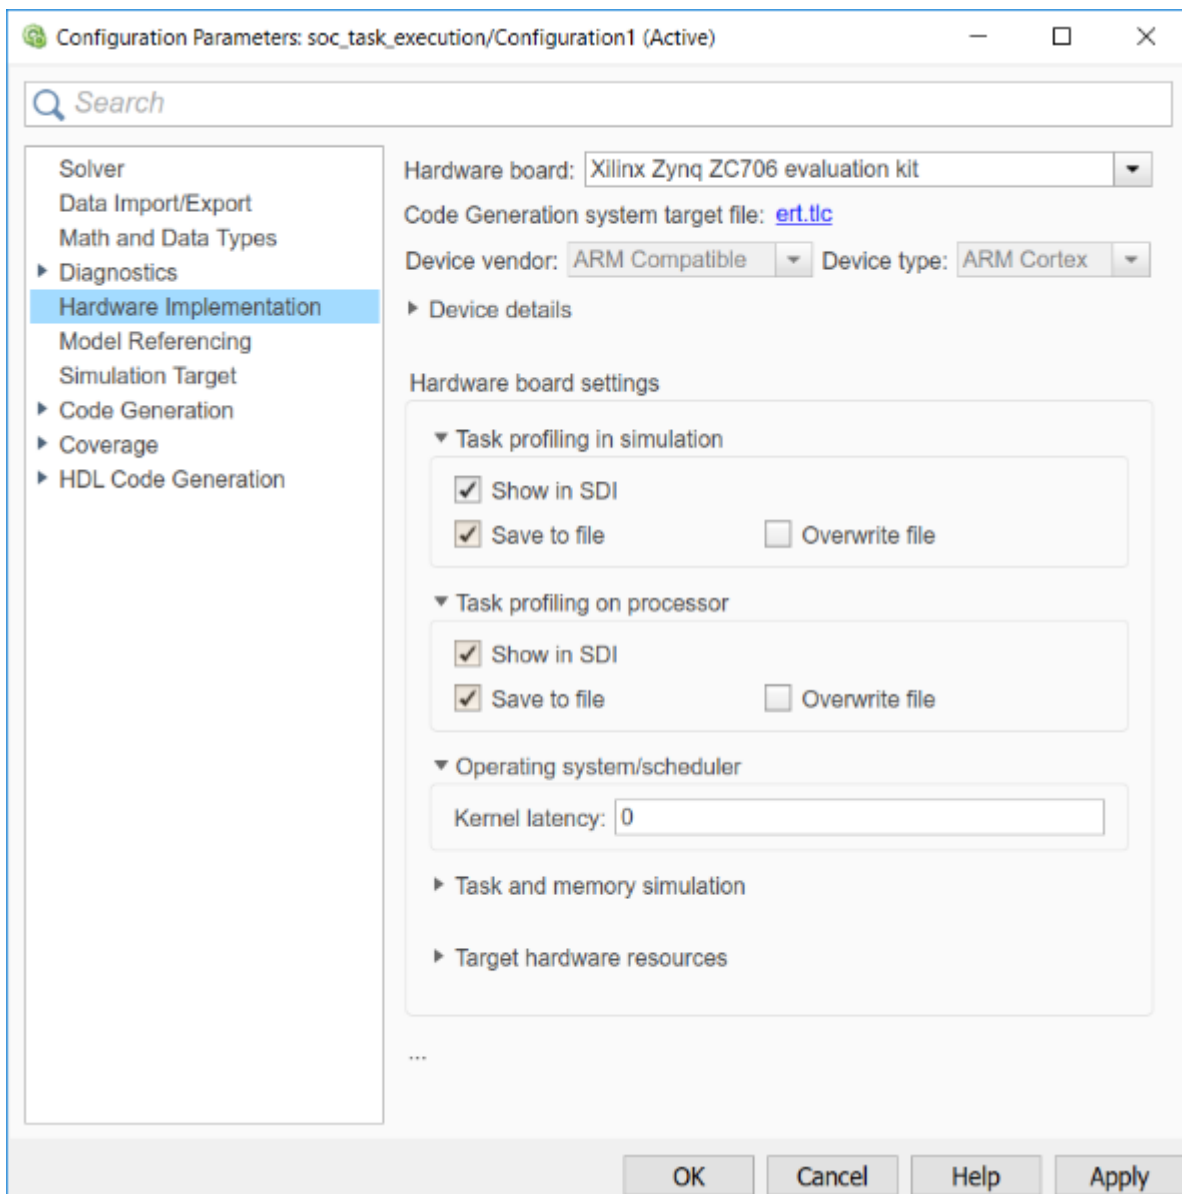 Configuration Parameters: soc_task_execution/Configuration1 (Active)
Search
Solver
Data Import/Export
Math and Data Types
Diagnostics
Hardware Implementation
Model Referencing
Simulation Target
Code Generation
Coverage
HDL Code Generation
Hardware board: Xilinx Zynq ZC706 evaluation kit
Code Generation system target file: ert.tlc
Device vendor: ARM Compatible Device type: ARM Cortex
Device details
Hardware board settings
Task profiling in simulation
Show in SDI
Save to file Overwrite file
Task profiling on processor
Show in SDI
Save to file Overwrite file
Operating system/scheduler
Kernel latency: 0
Task and memory simulation
Target hardware resources
...
OK Cancel Help Apply